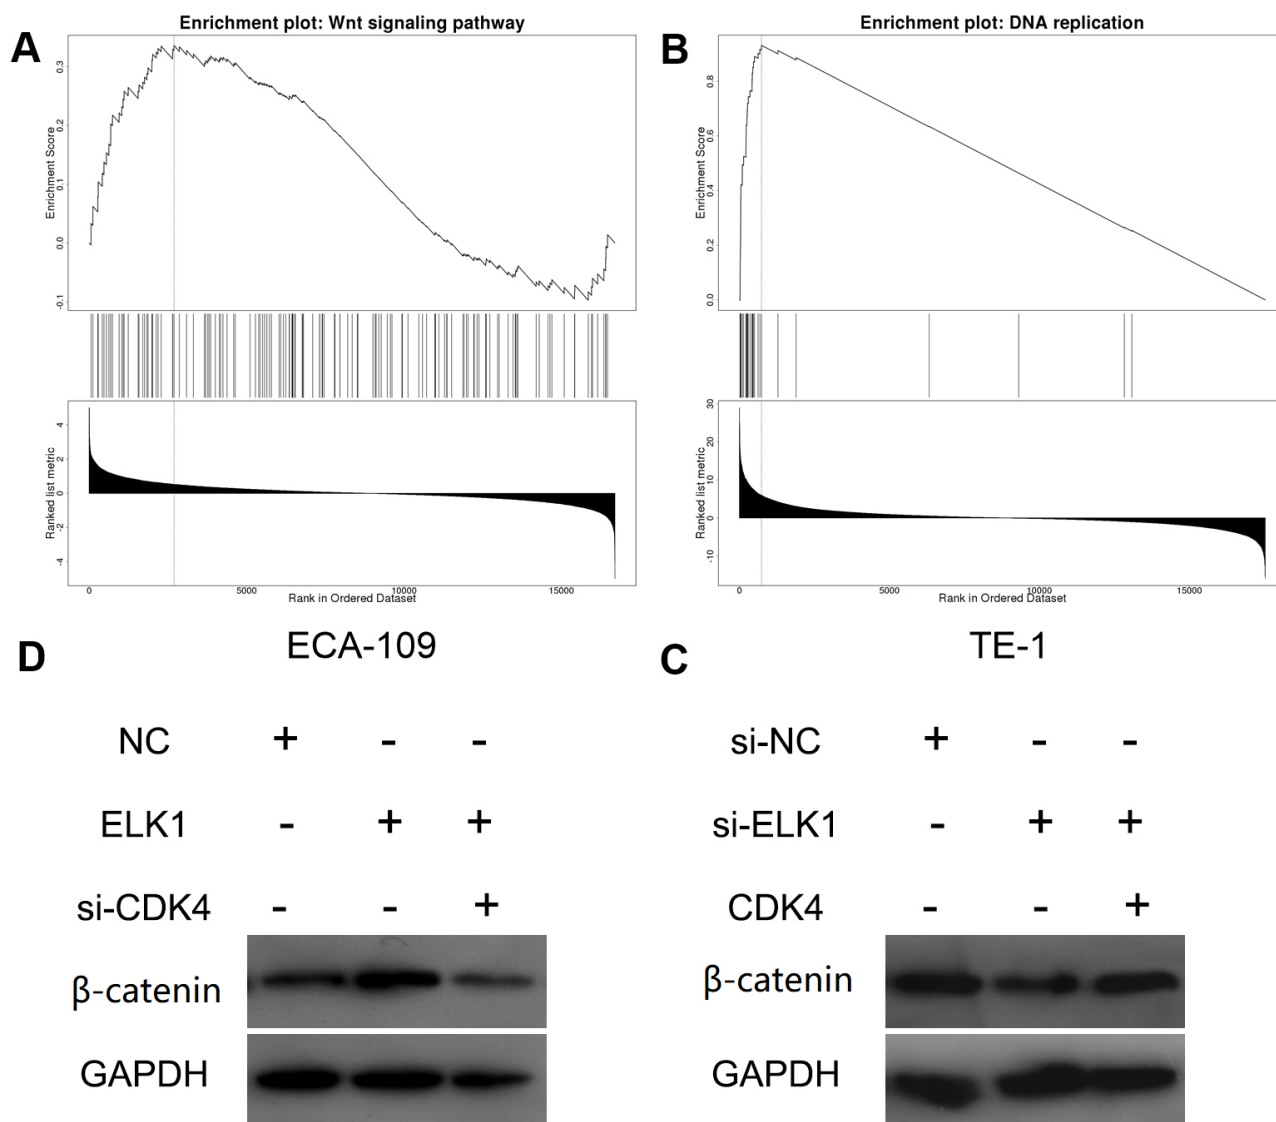 A
Enrichment plot: Wnt signaling pathway
Enrichment Score
0.3
0.2
0.1
0.0
-0.1
Ranked list metric
4
2
0
-2
-4
0 5000 10000 15000
Rank in Ordered Dataset
B
Enrichment plot: DNA replication
Enrichment Score
0.8
0.6
0.4
0.2
0.0
Ranked list metric
30
20
10
0
-10
0 5000 10000 15000
Rank in Ordered Dataset
D
ECA-109
NC + - -
ELK1 - + +
si-CDK4 - - +
β-catenin
GAPDH
C
TE-1
si-NC + - -
si-ELK1 - + +
CDK4 - - +
β-catenin
GAPDH